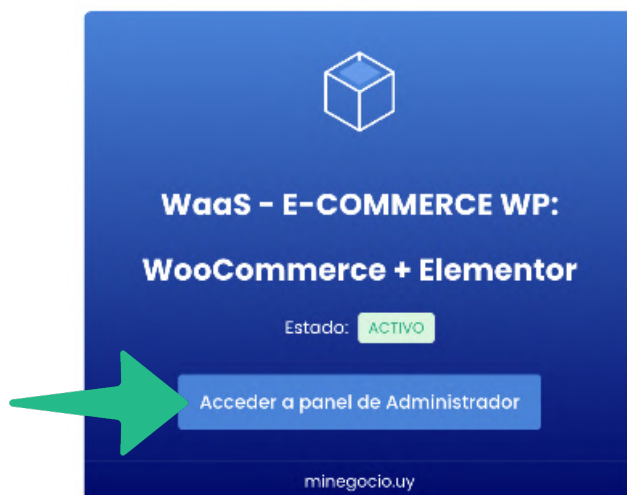 WaaS - E-COMMERCE WP:
WooCommerce + Elementor
Estado: ACTIVO
Acceder a panel de Administrador
minegocio.uy